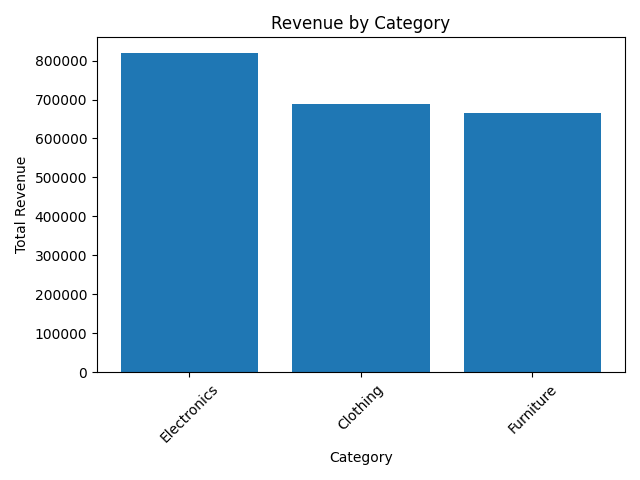 Revenue by Category
Total Revenue
800000
700000
600000
500000
400000
300000
200000
100000
0
Electronics
Clothing
Furniture
Category